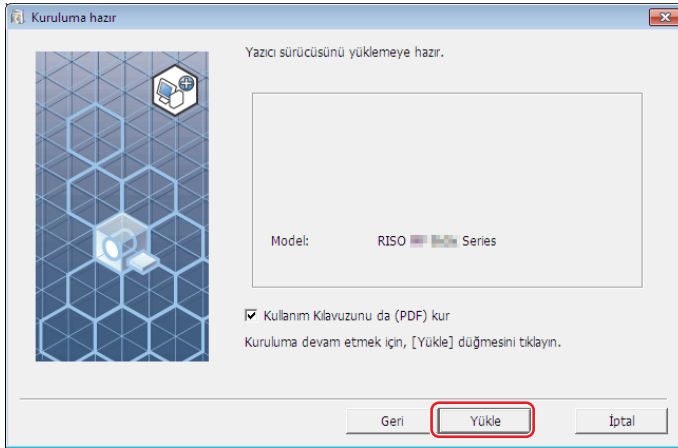 Kuruluma hazır
Yazıcı sürücüsünü yüklemeye hazır.
Model: RISO Series
Kullanım Kılavuzunu da (PDF) kur
Kuruluma devam etmek için, [Yükle] düğmesini tıklayın.
Geri Yükle İptal